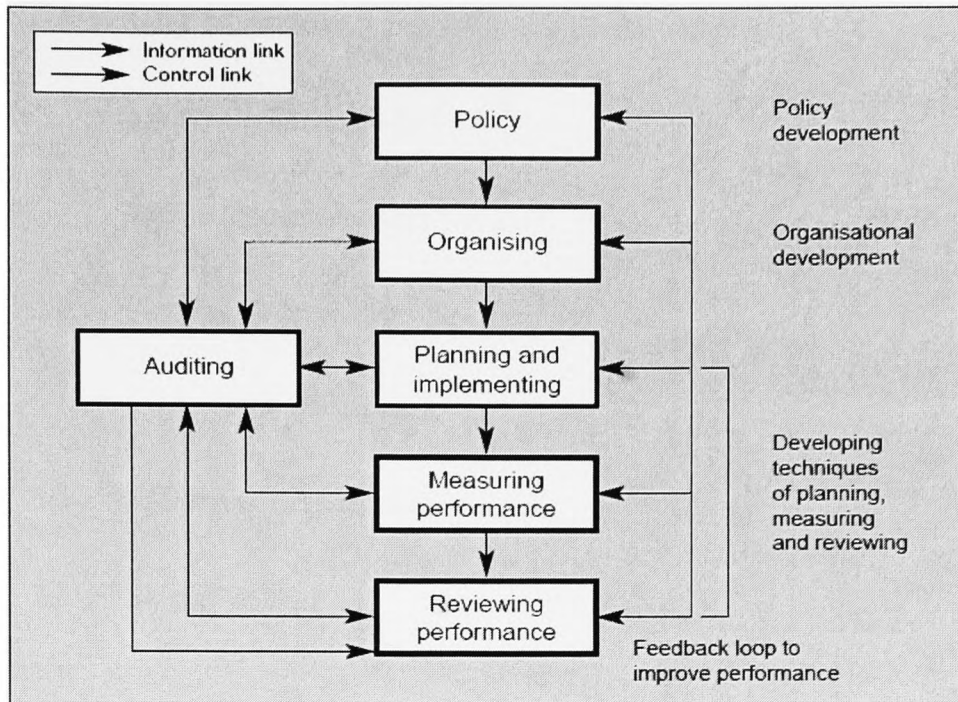 Information link
Control link
Policy
Policy
development
Organising
Organisational
development
Auditing
Planning and
implementing
Measuring
performance
Developing
techniques
of planning,
measuring
and reviewing
Reviewing
performance
Feedback loop to
improve performance